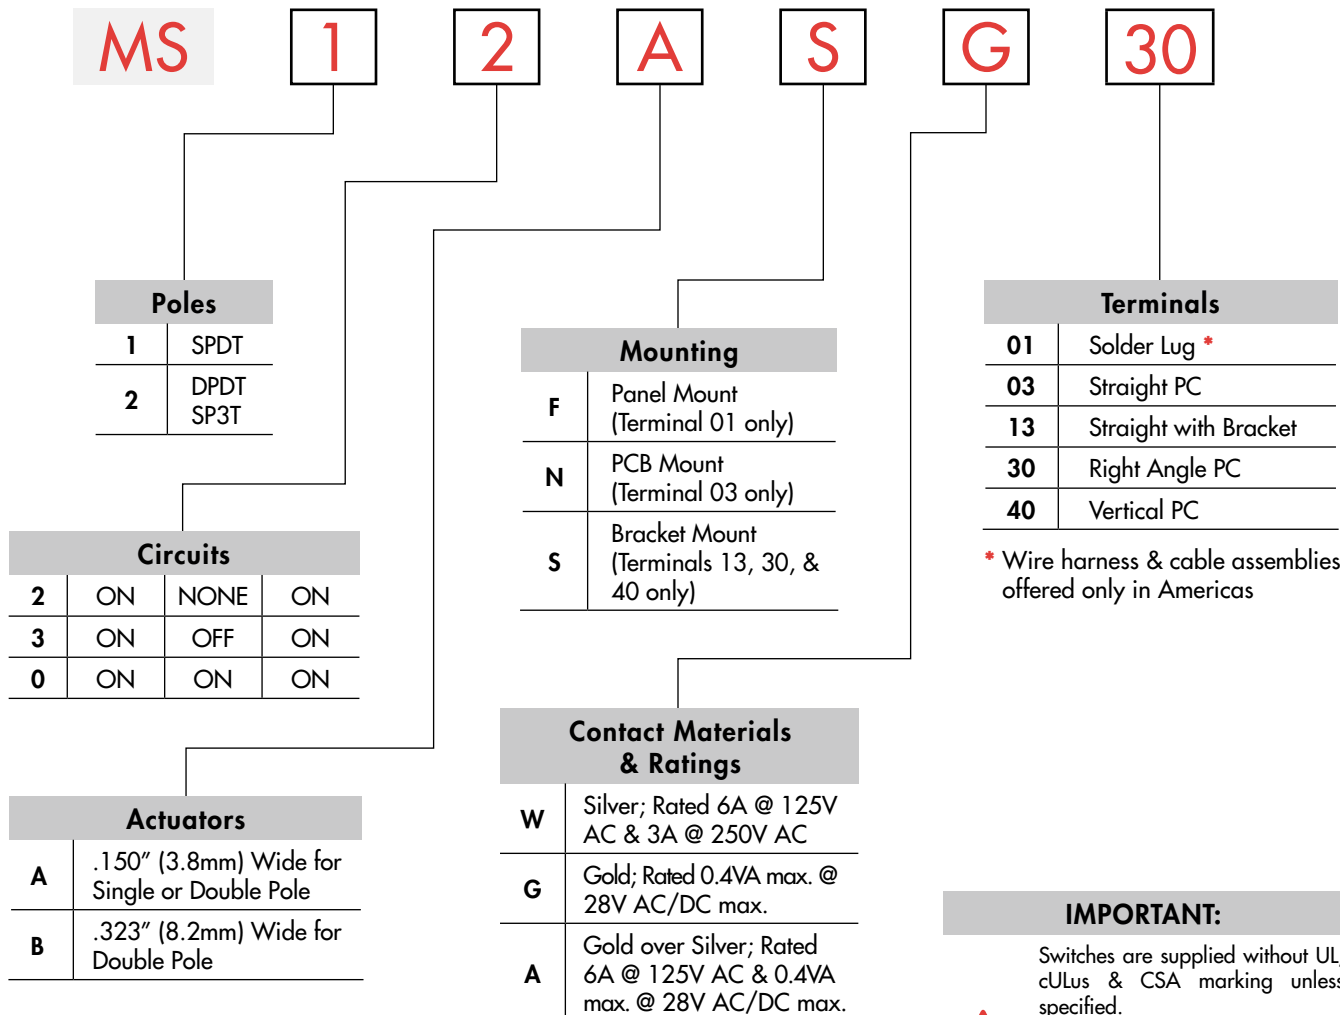 MS 1 2 A S G 30
Poles
1 SPDT
2 DPDT
SP3T
Circuits
2 ON NONE ON
3 ON OFF ON
0 ON ON ON
Actuators
A .150” (3.8mm) Wide for
Single or Double Pole
B .323” (8.2mm) Wide for
Double Pole
Mounting
F Panel Mount
(Terminal 01 only)
N PCB Mount
(Terminal 03 only)
S Bracket Mount
(Terminals 13, 30, &
40 only)
Contact Materials
& Ratings
W Silver; Rated 6A @ 125V
AC & 3A @ 250V AC
G Gold; Rated 0.4VA max. @
28V AC/DC max.
A Gold over Silver; Rated
6A @ 125V AC & 0.4VA
max. @ 28V AC/DC max.
Terminals
01 Solder Lug *
03 Straight PC
13 Straight with Bracket
30 Right Angle PC
40 Vertical PC
* Wire harness & cable assemblies
offered only in Americas
IMPORTANT:
Switches are supplied without UL,
cULus & CSA marking unless
specified.